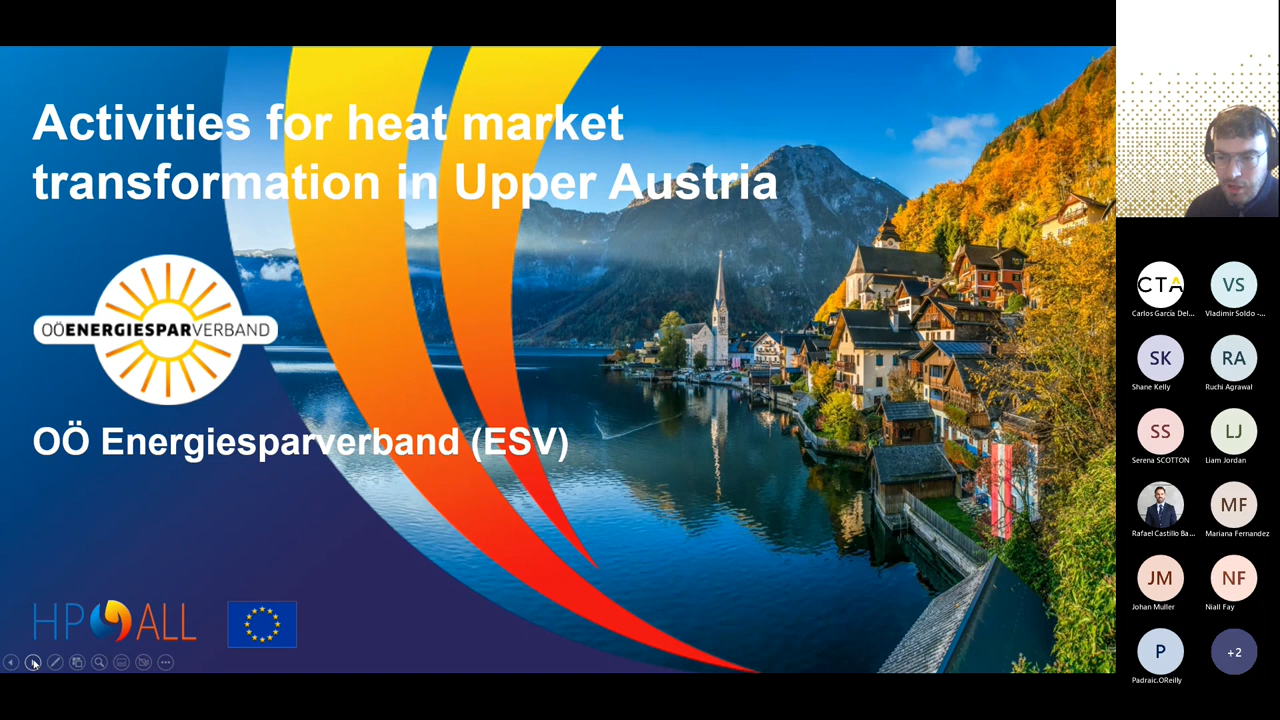 Activities for heat market
transformation in Upper Austria
OÖENERGIESPARVERBAND
OÖ Energiesparverband (ESV)
HP4ALL
CTA
Carlos García Del...
VS
Vladimir Soldo -...
SK
Shane Kelly
RA
Ruchi Agrawal
SS
Serena SCOTTON
LJ
Liam Jordan
Rafael Castillo Ba...
MF
Mariana Fernandez
JM
Johan Muller
NF
Niall Fay
P
Padraic.OReilly
+2